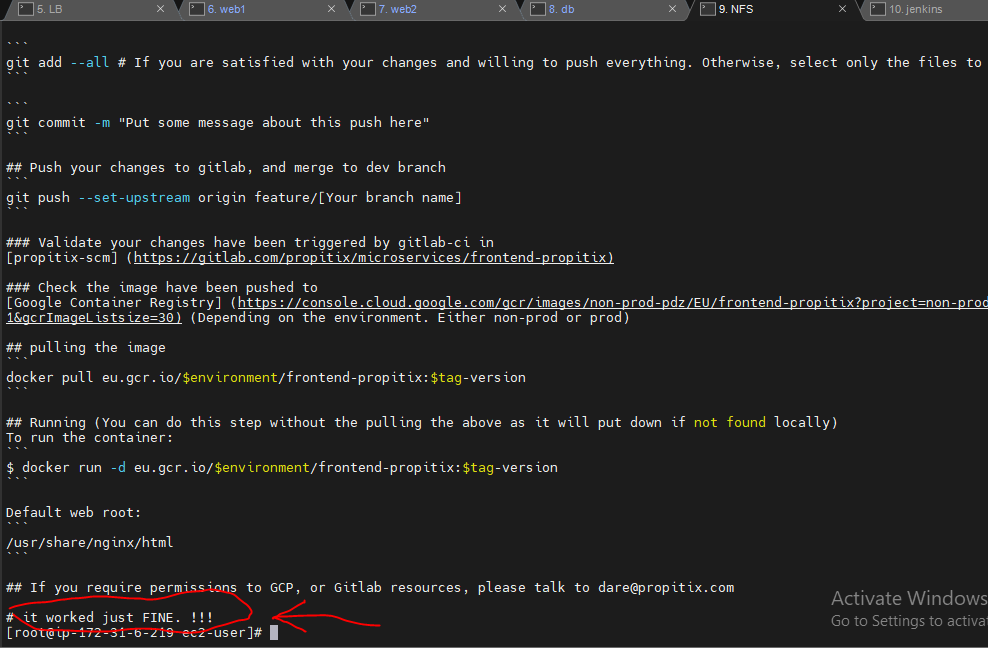 5. LB
6. web1
7. web2
8. db
9. NFS
10. jenkins
```
git add --all # If you are satisfied with your changes and willing to push everything. Otherwise, select only the files to
```
```
git commit -m "Put some message about this push here"
```
## Push your changes to gitlab, and merge to dev branch
```
git push --set-upstream origin feature/[Your branch name]
```
### Validate your changes have been triggered by gitlab-ci in
[propitix-scm] (https://gitlab.com/propitix/microservices/frontend-propitix)
### Check the image have been pushed to
[Google Container Registry] (https://console.cloud.google.com/gcr/images/non-prod-pdz/EU/frontend-propitix?project=non-prod
1&gcrImageListsize=30) (Depending on the environment. Either non-prod or prod)
## pulling the image
```
docker pull eu.gcr.io/$environment/frontend-propitix:$tag-version
```
## Running (You can do this step without the pulling the above as it will put down if not found locally)
To run the container:
```
$ docker run -d eu.gcr.io/$environment/frontend-propitix:$tag-version
```
Default web root:
```
/usr/share/nginx/html
```
## If you require permissions to GCP, or Gitlab resources, please talk to dare@propitix.com
# it worked just FINE. !!!
[root@ip-172-31-6-219 ec2-user]#
Activate Windows
Go to Settings to activa